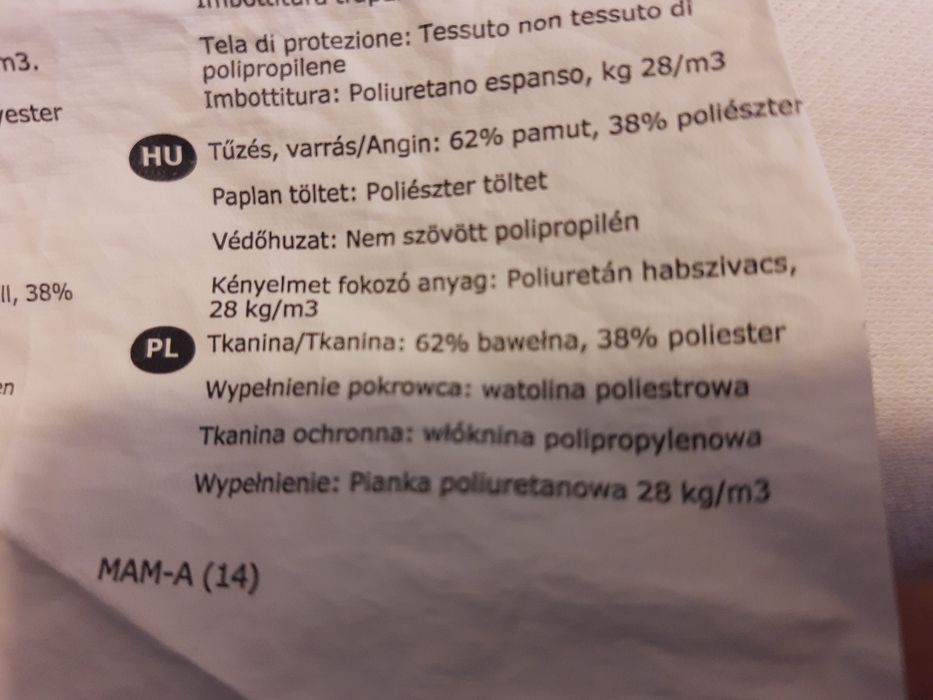 Imbottitura
Tela di protezione: Tessuto non tessuto di
polipropilene
m3.
Imbottitura: Poliuretano espanso, kg 28/m3
yester
HU Tűzés, varrás/Angin: 62% pamut, 38% poliészter
Paplan töltet: Poliészter töltet
Védőhuzat: Nem szövött polipropilén
Kényelmet fokozó anyag: Poliuretán habszivacs,
ll, 38%
28 kg/m3
PL Tkanina/Tkanina: 62% bawełna, 38% poliester
en
Wypełnienie pokrowca: watolina poliestrowa
Tkanina ochronna: włóknina polipropylenowa
Wypełnienie: Pianka poliuretanowa 28 kg/m3
MAM-A (14)